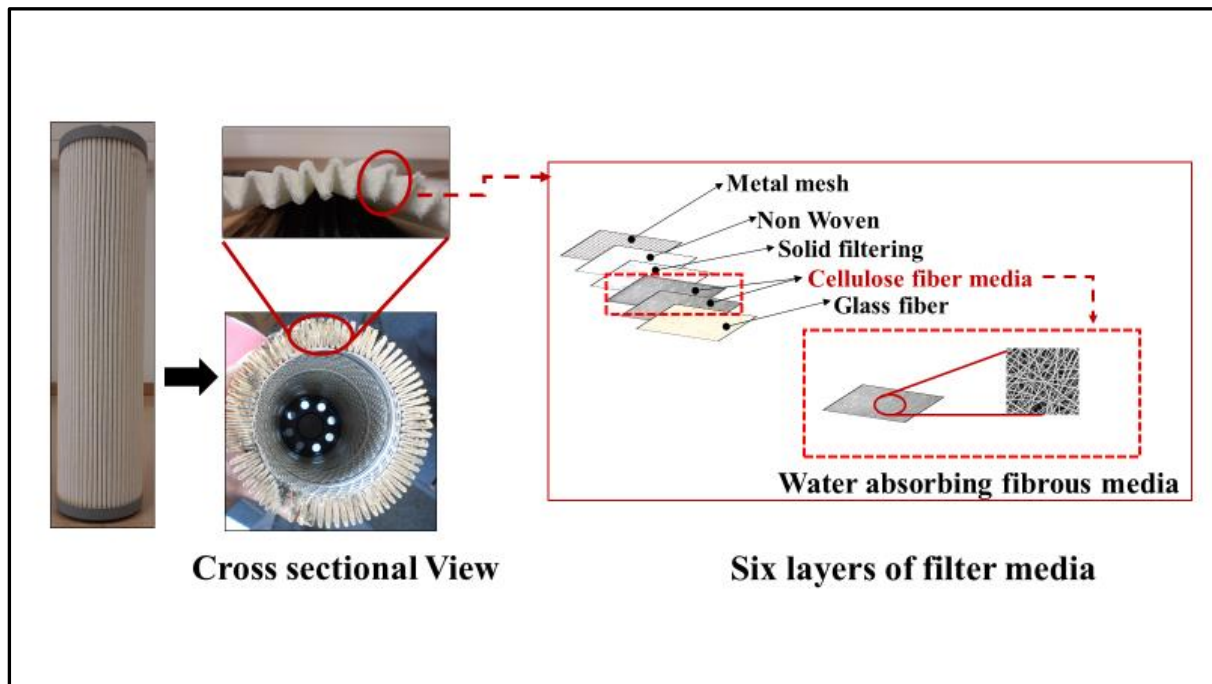 Metal mesh
Non Woven
Solid filtering
Cellulose fiber media
Glass fiber
Water absorbing fibrous media
Cross sectional View
Six layers of filter media